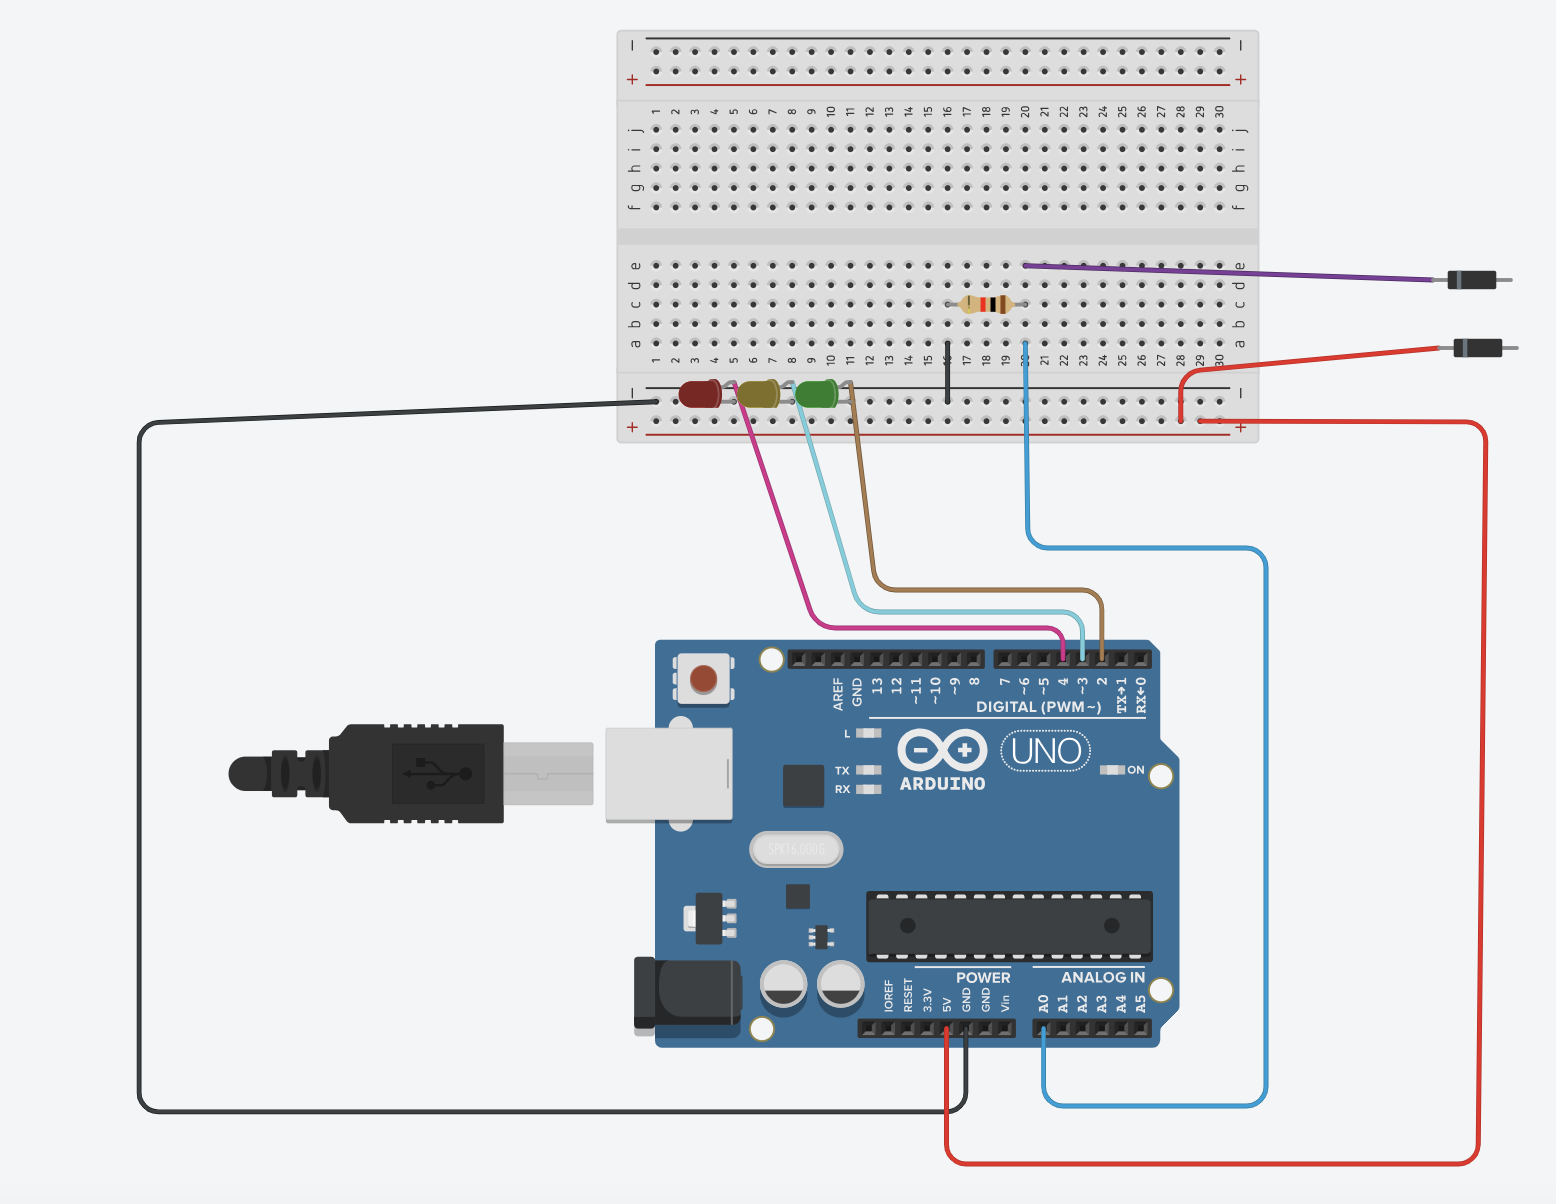 − −
+ +
1 2 3 4 5 6 7 8 9 10 11 12 13 14 15 16 17 18 19 20 21 22 23 24 25 26 27 28 29 30
j j
i i
h h
g g
f f
e e
d d
c c
b b
a a
1 2 3 4 5 6 7 8 9 10 11 12 13 14 15 16 17 18 19 20 21 22 23 24 25 26 27 28 29 30
− −
+ +
AREF GND 13 12 ~11 ~10 ~9 8 7 ~6 ~5 4 ~3 2 TX→1 RX←0
DIGITAL (PWM~)
L
TX
RX
ARDUINO
UNO
ON
SPK16.000G
POWER
ANALOG IN
IOREF RESET 3.3V 5V GND GND Vin A0 A1 A2 A3 A4 A5